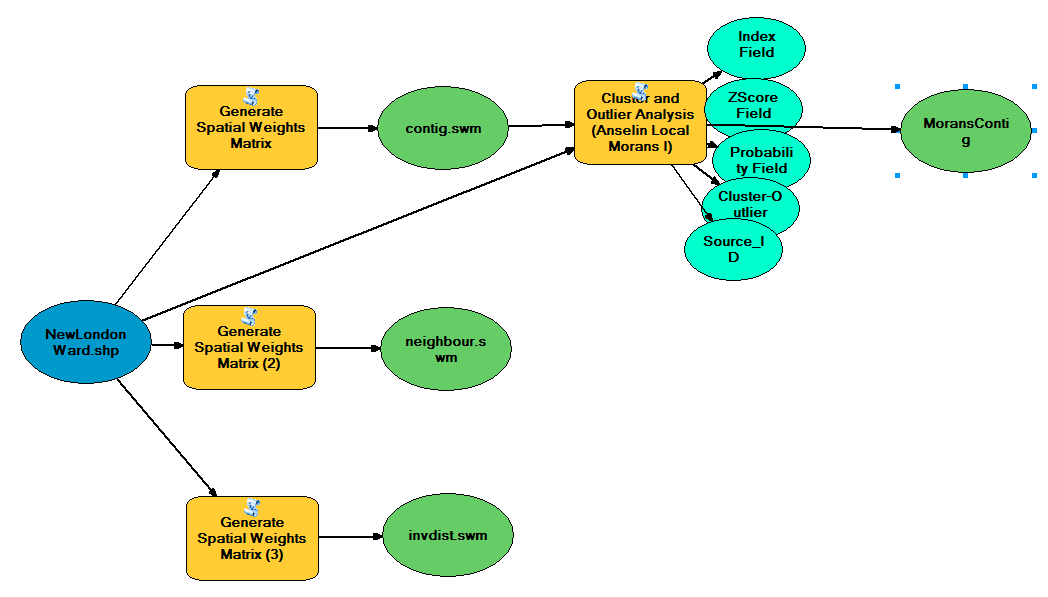 Index
Field
ZScore
Field
Probabili
ty Field
Cluster-O
utlier
Source_I
D
Generate
Spatial Weights
Matrix
contig.swm
Cluster and
Outlier Analysis
(Anselin Local
Morans I)
MoransConti
g
NewLondon
Ward.shp
Generate
Spatial Weights
Matrix (2)
neighbour.s
wm
Generate
Spatial Weights
Matrix (3)
invdist.swm